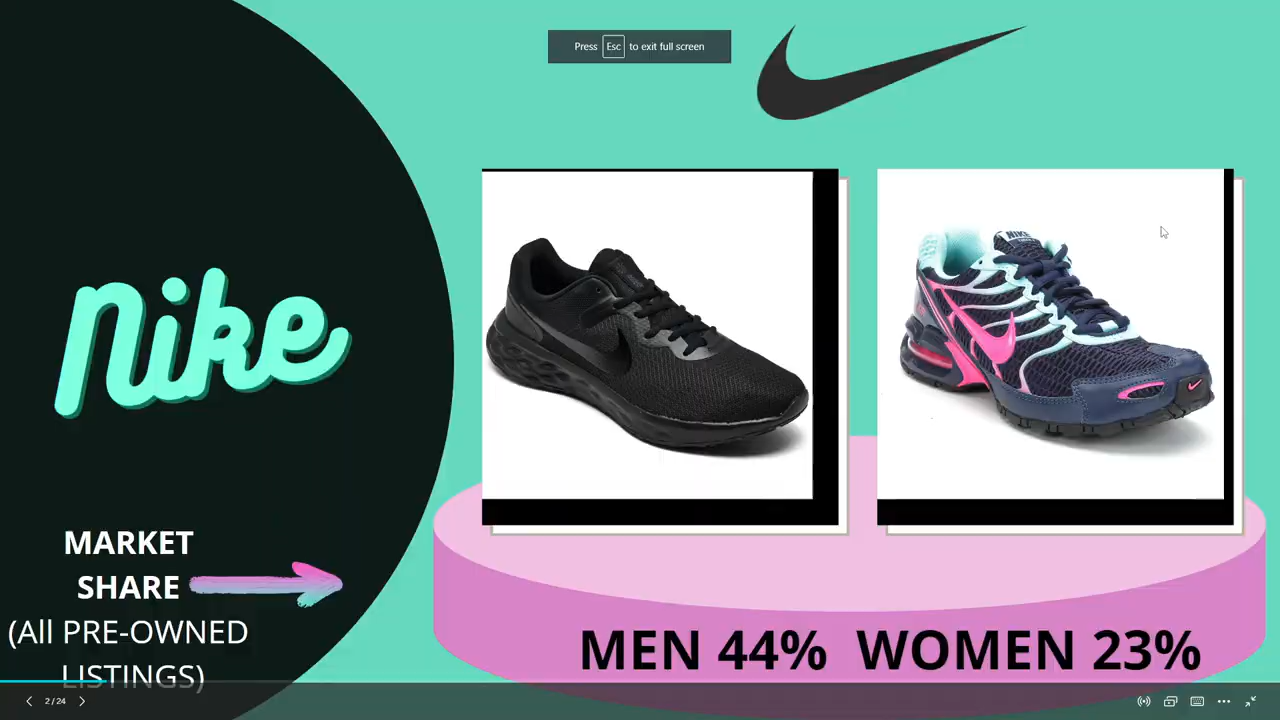 Press Esc to exit full screen
Nike
NIKE
MARKET
SHARE
(All PRE-OWNED
LISTINGS)
MEN 44% WOMEN 23%
2 / 24